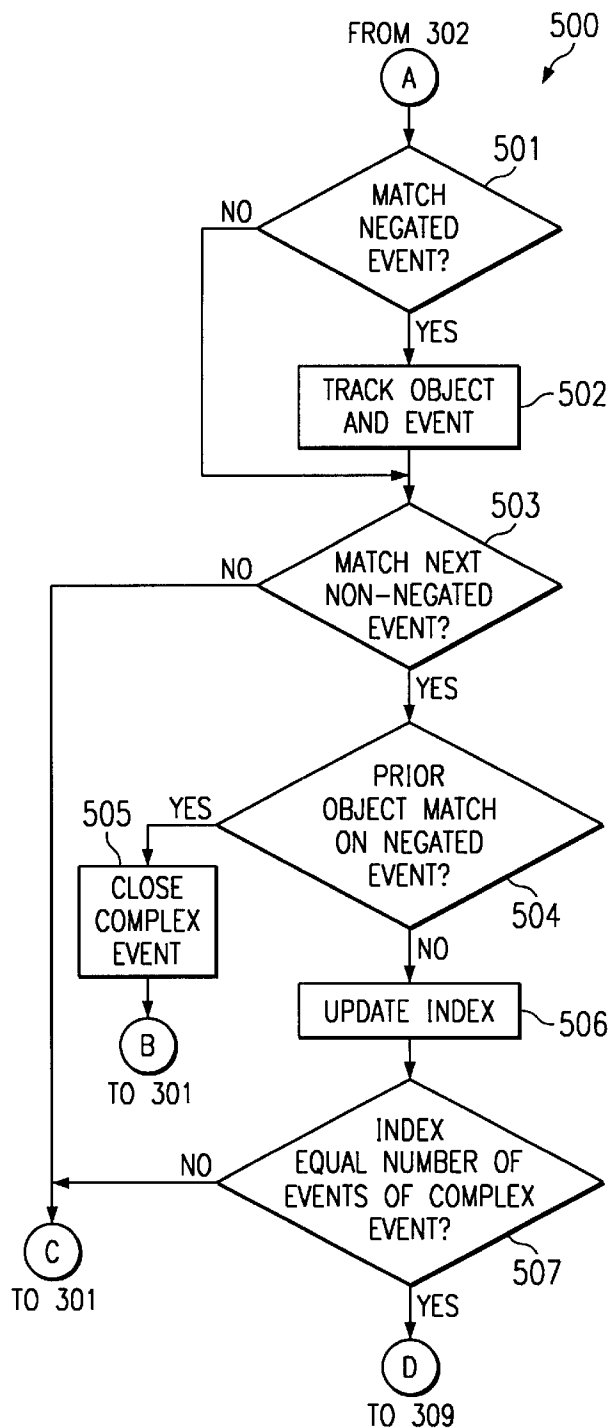 FROM 302
500
A
501
MATCH
NEGATED
EVENT?
NO
YES
TRACK OBJECT
AND EVENT
502
503
MATCH NEXT
NON-NEGATED
EVENT?
NO
YES
PRIOR
OBJECT MATCH
ON NEGATED
EVENT?
504
YES
505
CLOSE
COMPLEX
EVENT
B
TO 301
NO
UPDATE INDEX
506
INDEX
EQUAL NUMBER OF
EVENTS OF COMPLEX
EVENT?
507
NO
C
TO 301
YES
D
TO 309